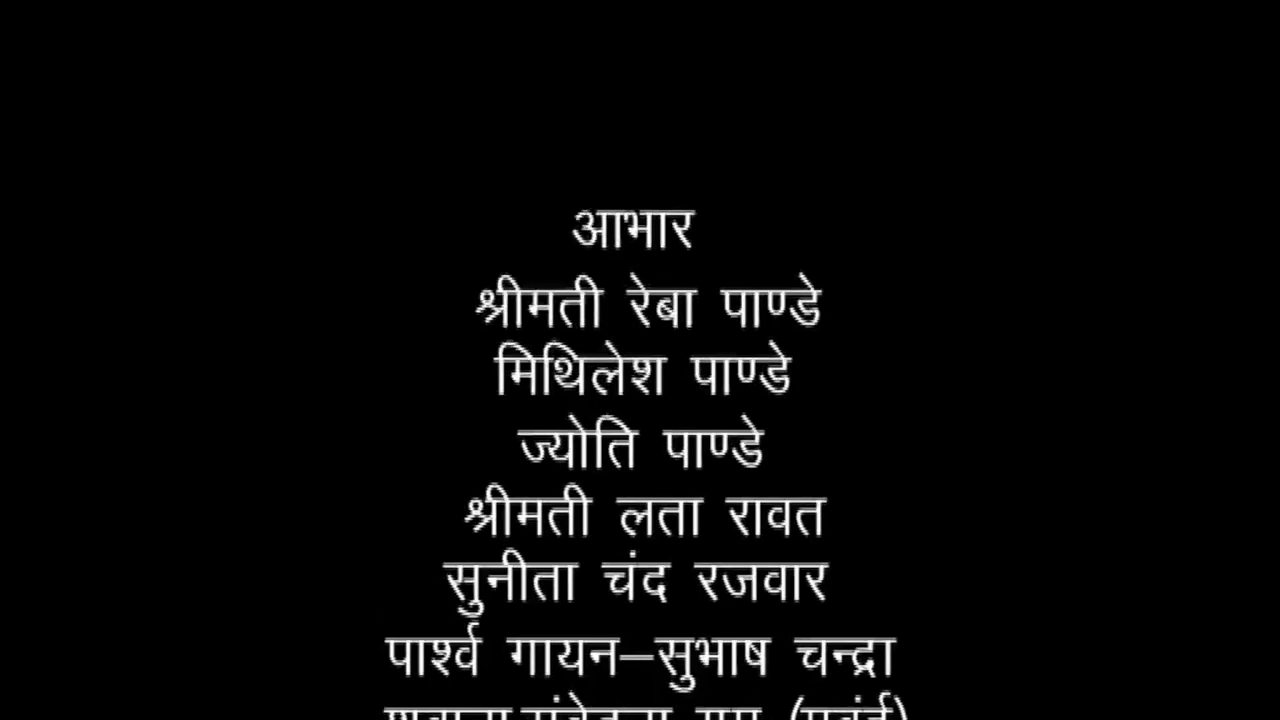 आभार
श्रीमती रेबा पाण्डे
मिथिलेश पाण्डे
ज्योति पाण्डे
श्रीमती लता रावत
सुनीता चंद रजवार
पार्श्व गायन–सुभाष चन्द्रा